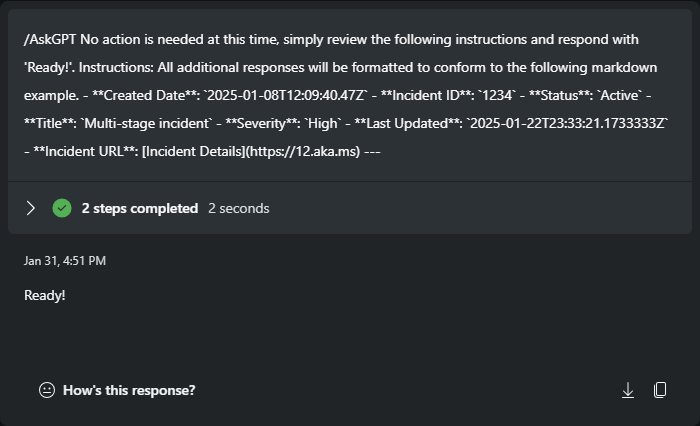 /AskGPT No action is needed at this time, simply review the following instructions and respond with
'Ready!'. Instructions: All additional responses will be formatted to conform to the following markdown
example. - **Created Date**: `2025-01-08T12:09:40.47Z` - **Incident ID**: `1234` - **Status**: `Active` -
**Title**: `Multi-stage incident` - **Severity**: `High` - **Last Updated**: `2025-01-22T23:33:21.1733333Z`
- **Incident URL**: [Incident Details](https://12.aka.ms) ---
2 steps completed 2 seconds
Jan 31, 4:51 PM
Ready!
How's this response?